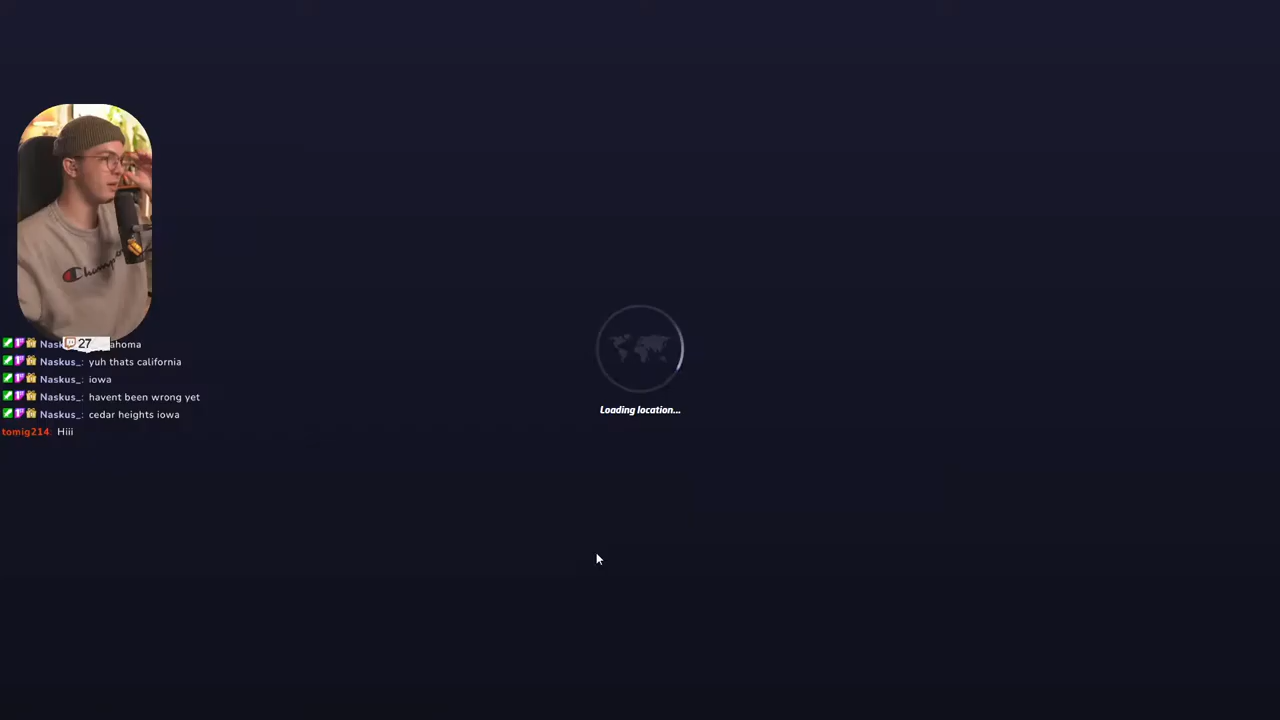 Nask 27 ahoma
Naskus_: yuh thats california
Naskus_: iowa
Naskus_: havent been wrong yet
Naskus_: cedar heights iowa
tomig214: Hiii
Loading location...